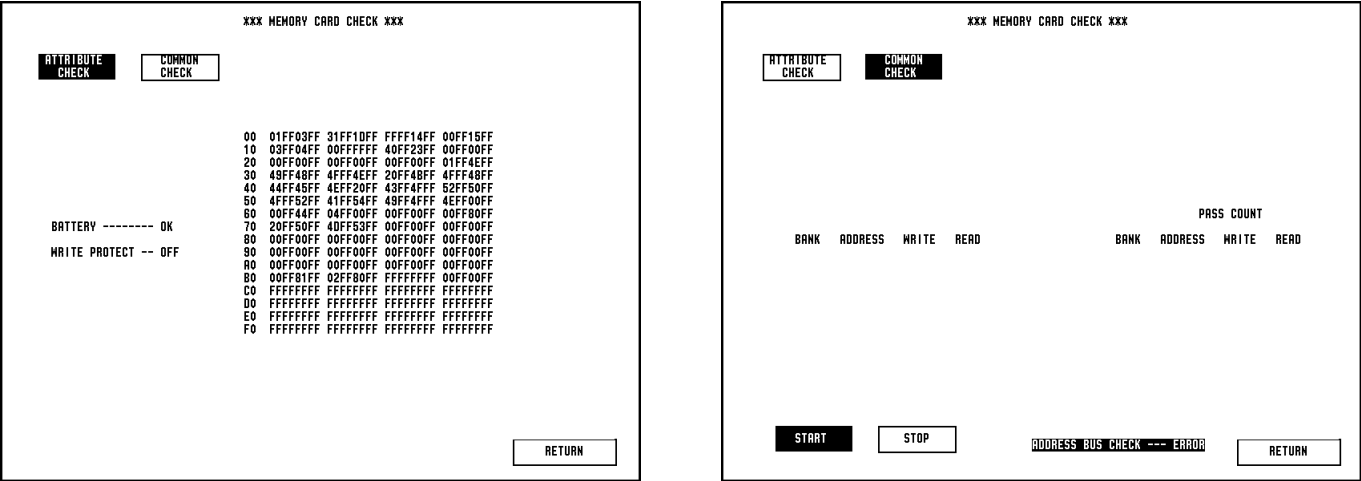 *** MEMORY CARD CHECK ***
ATTRIBUTE
CHECK
COMMON
CHECK
00 01FF03FF 31FF1DFF FFFF14FF 00FF15FF
10 03FF04FF 00FFFFFF 40FF23FF 00FF00FF
20 00FF00FF 00FF00FF 00FF00FF 01FF4EFF
30 49FF48FF 4FFF4EFF 20FF4BFF 4FFF48FF
40 44FF45FF 4EFF20FF 43FF4FFF 52FF50FF
50 4FFF52FF 41FF54FF 49FF4FFF 4EFF00FF
60 00FF44FF 04FF00FF 00FF00FF 00FF80FF
70 20FF50FF 4DFF53FF 00FF00FF 00FF00FF
80 00FF00FF 00FF00FF 00FF00FF 00FF00FF
90 00FF00FF 00FF00FF 00FF00FF 00FF00FF
A0 00FF00FF 00FF00FF 00FF00FF 00FF00FF
B0 00FF81FF 02FF80FF FFFFFFFF 00FF00FF
C0 FFFFFFFF FFFFFFFF FFFFFFFF FFFFFFFF
D0 FFFFFFFF FFFFFFFF FFFFFFFF FFFFFFFF
E0 FFFFFFFF FFFFFFFF FFFFFFFF FFFFFFFF
F0 FFFFFFFF FFFFFFFF FFFFFFFF FFFFFFFF
BATTERY -------- OK
WRITE PROTECT -- OFF
RETURN
*** MEMORY CARD CHECK ***
ATTRIBUTE
CHECK
COMMON
CHECK
PASS COUNT
BANK ADDRESS WRITE READ
BANK ADDRESS WRITE READ
START
STOP
ADDRESS BUS CHECK --- ERROR
RETURN